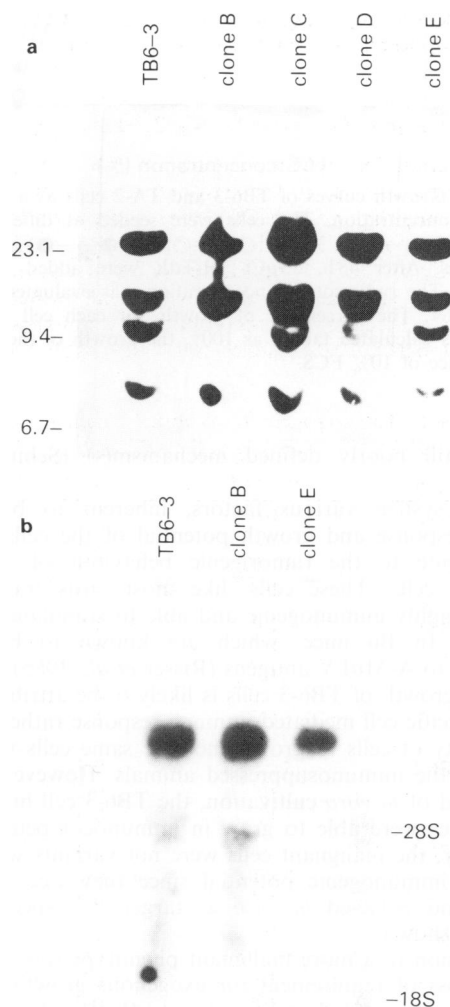 a
TB6–3
clone B
clone C
clone D
clone E
23.1–
9.4–
6.7–
b
TB6–3
clone B
clone E
–28S
–18S